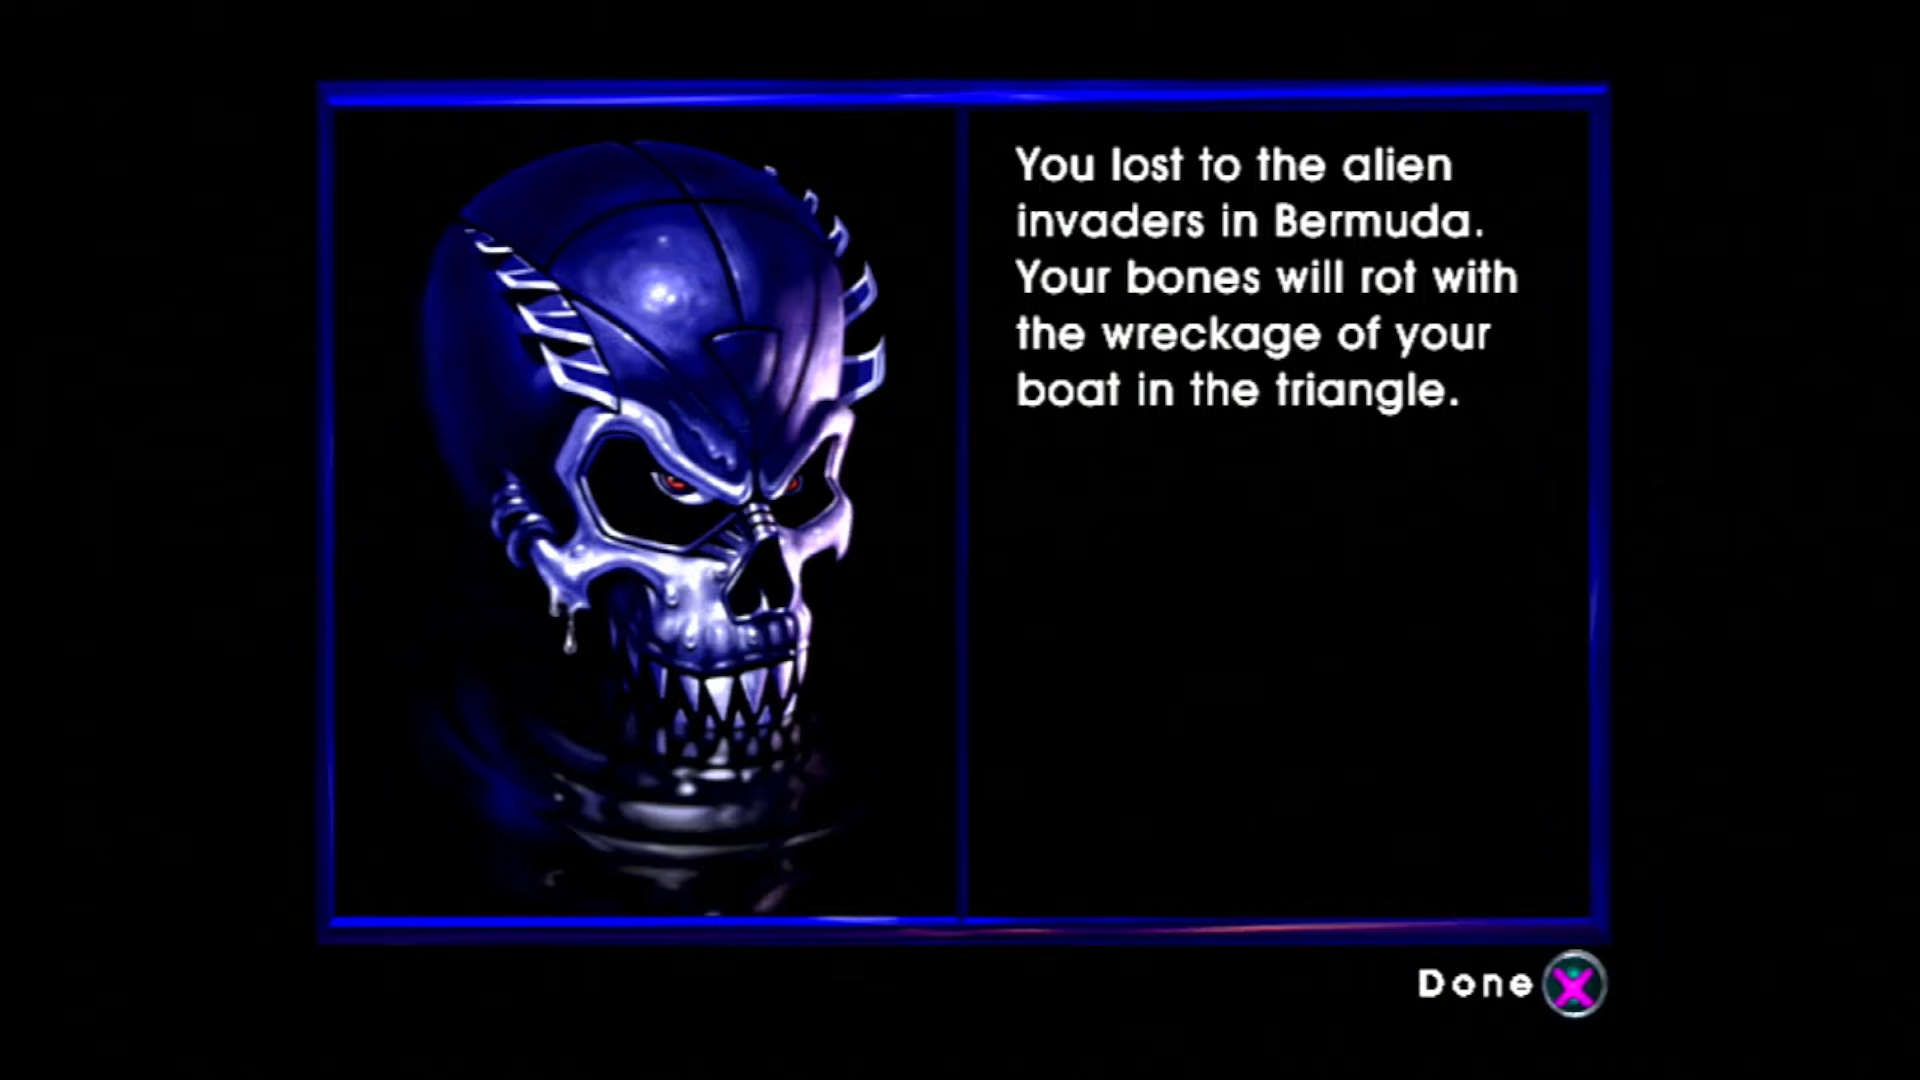 You lost to the alien
invaders in Bermuda.
Your bones will rot with
the wreckage of your
boat in the triangle.
Done